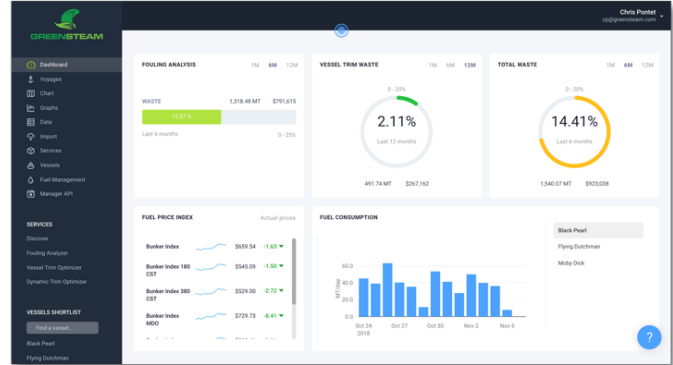 Chris Pontet
cp@greensteam.com
GREENSTEAM
Dashboard
Voyages
Chart
Graphs
Data
Import
Services
Vessels
Fuel Management
Manager API
SERVICES
Discover
Fouling Analyzer
Vessel Trim Optimizer
Dynamic Trim Optimizer
VESSELS SHORTLIST
Find a vessel...
Black Pearl
Flying Dutchman
FOULING ANALYSIS 1M 6M 12M
WASTE 1,318.48 MT $791,615
Last 6 months 0 - 25%
VESSEL TRIM WASTE 1M 6M 12M
0 - 20%
2.11%
Last 12 months
491.74 MT $267,162
TOTAL WASTE 1M 6M 12M
0 - 20%
14.41%
Last 6 months
1,540.07 MT $923,038
FUEL PRICE INDEX Actual prices
Bunker Index $659.54 -1.65
Bunker Index 180 $545.09 -1.50
CST
Bunker Index 380 $529.00 -2.72
CST
Bunker Index $729.73 -8.41
MDO
FUEL CONSUMPTION
MT/day
60.0
40.0
20.0
0.0
Oct 24 Oct 27 Oct 30 Nov 2 Nov 5
2018
Black Pearl
Flying Dutchman
Moby Dick
?